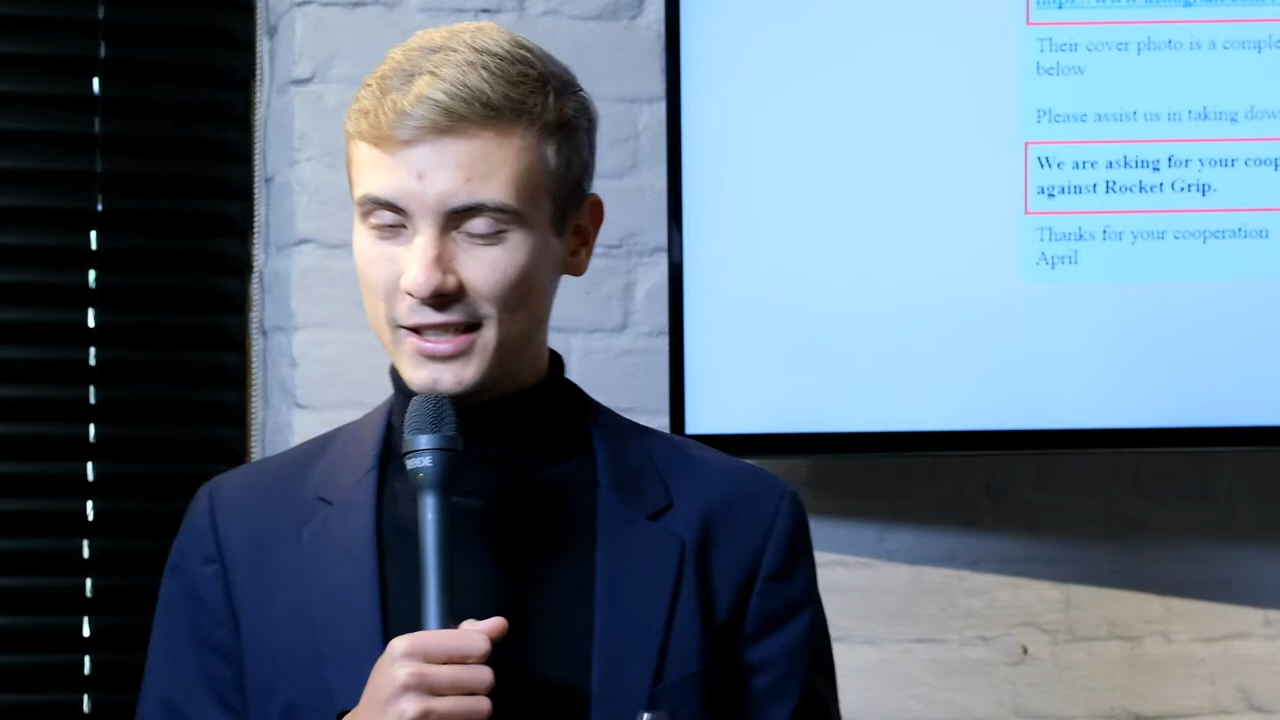 Their cover photo is a comple
below
Please assist us in taking dow
We are asking for your coop
against Rocket Grip.
Thanks for your cooperation
April
RØDE